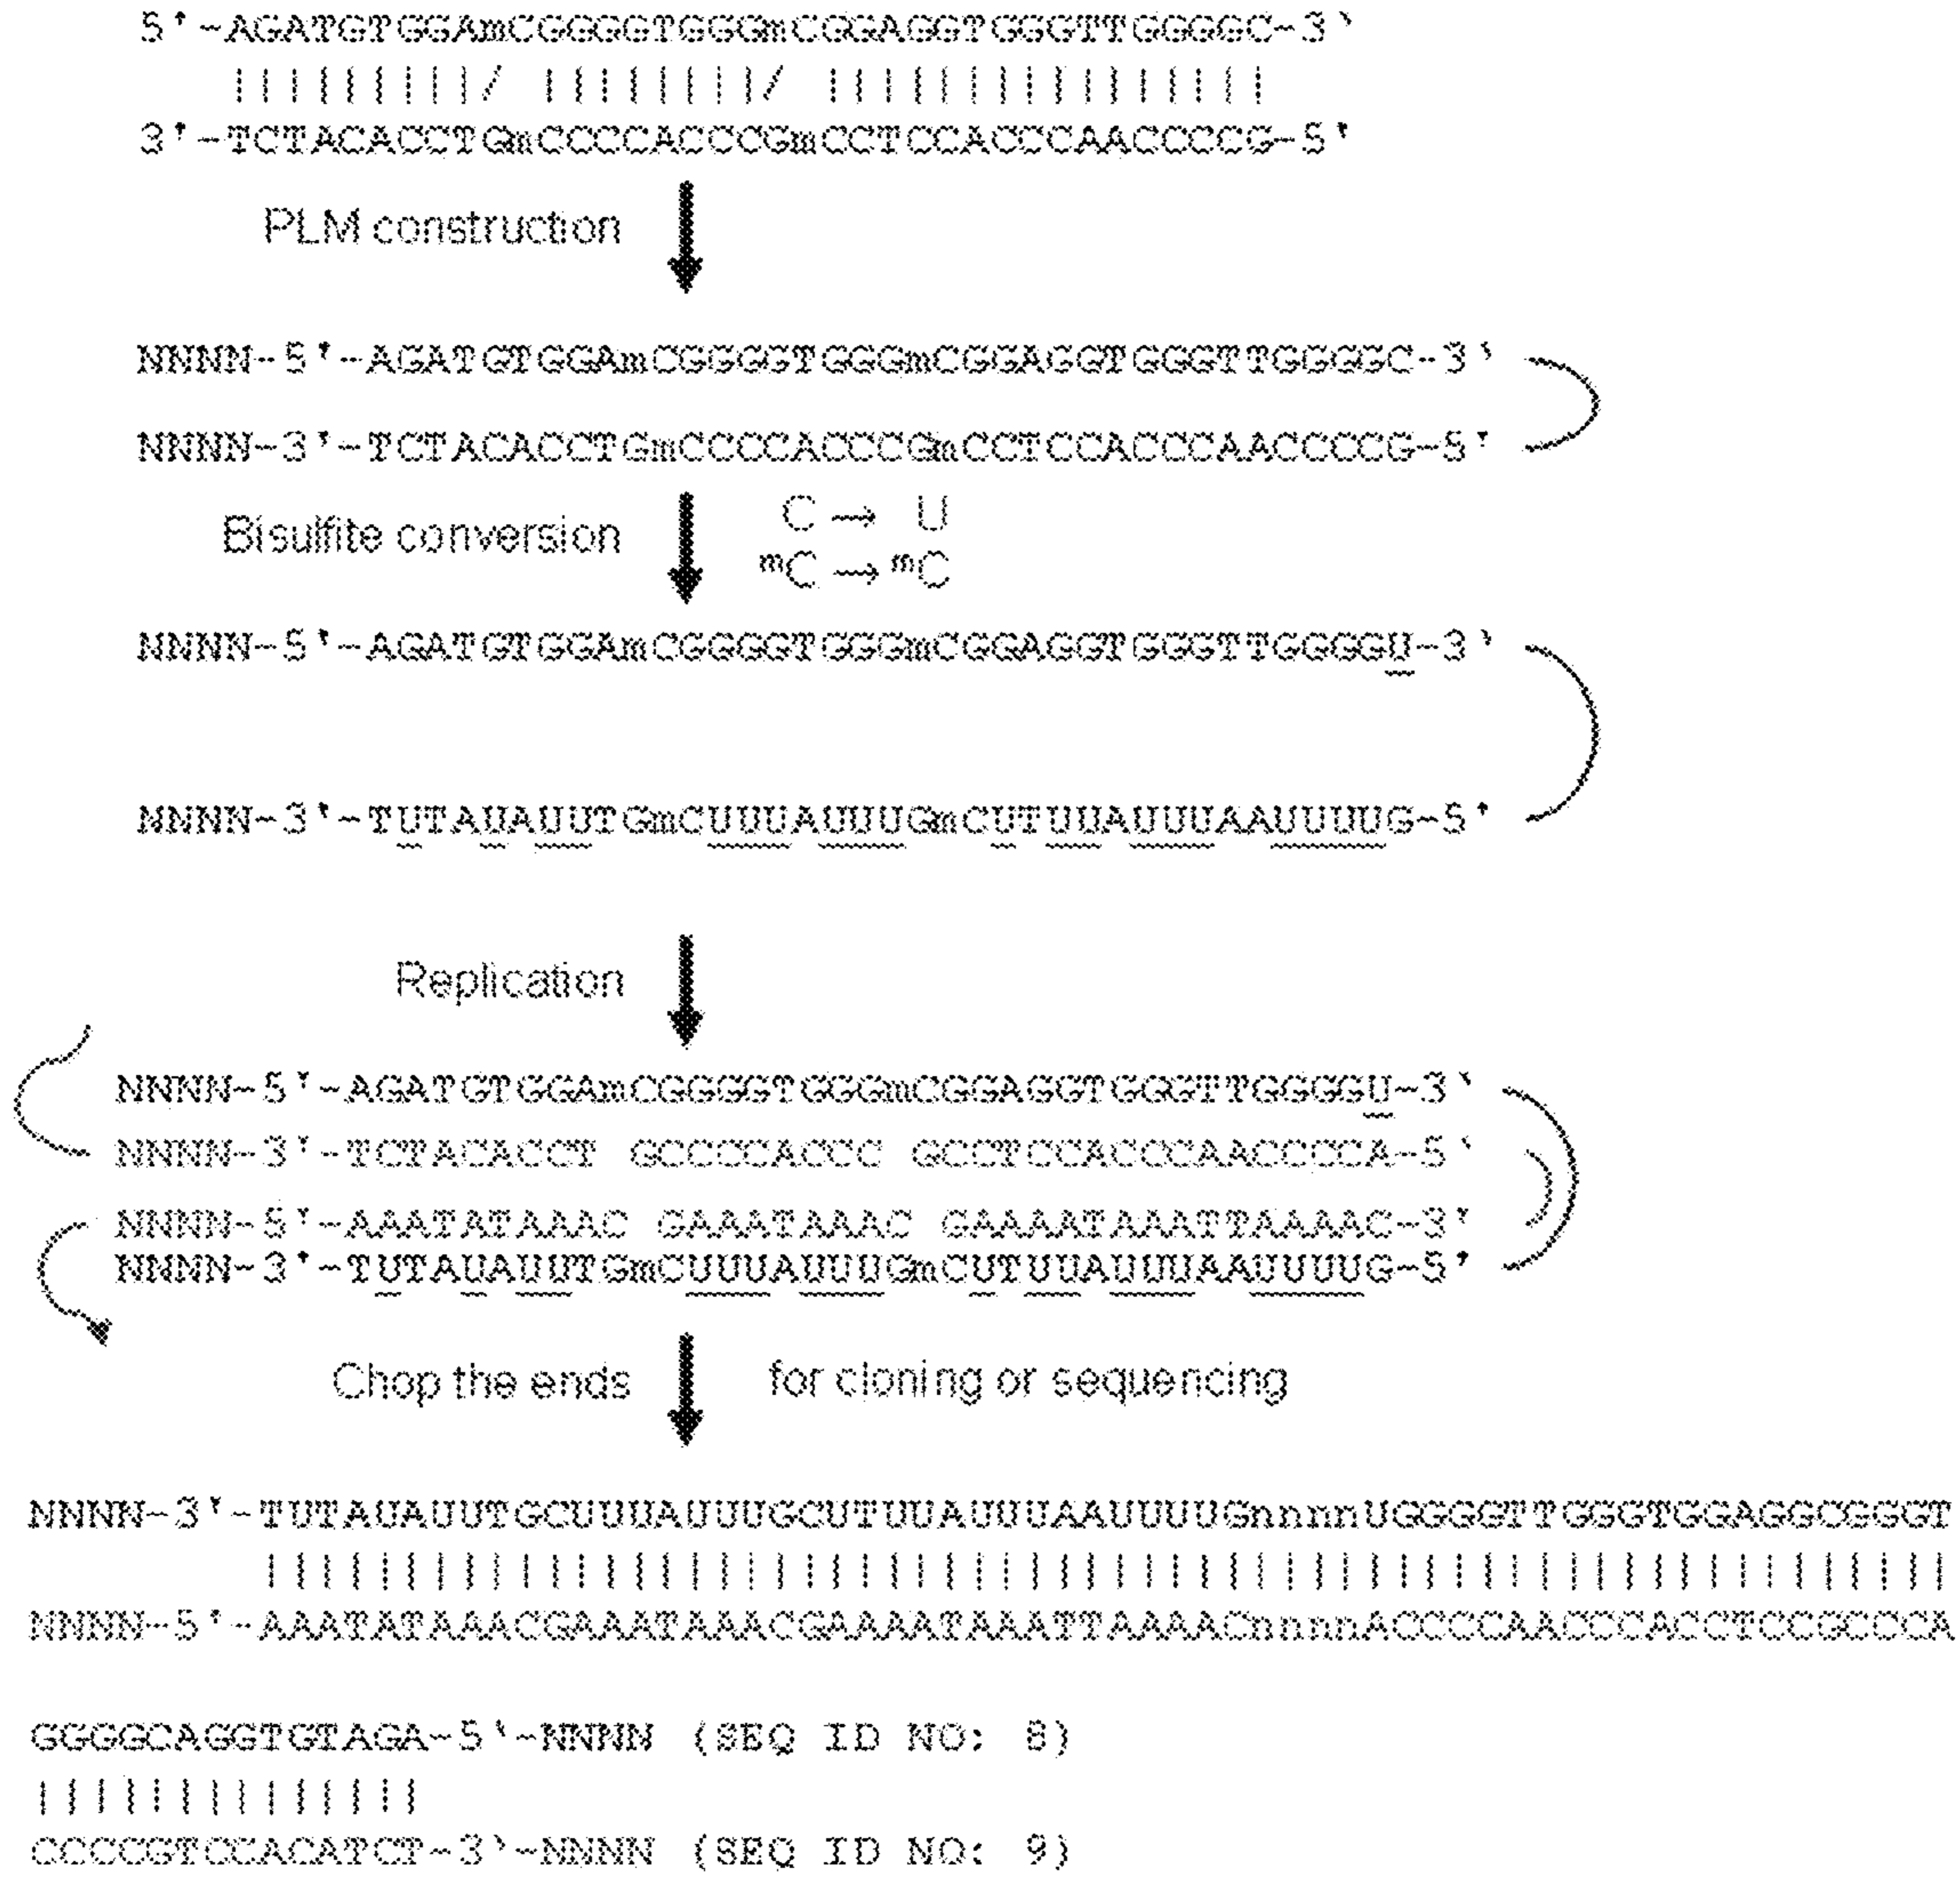 5'-AGATGTGGAmCGGGGTGGGmCGGAGGTGGGTTGGGGC-3'
3'-TCTACACCTGmCCCCACCCGmCCTCCACCCAACCCCG-5'
PLM construction
NNNN-5'-AGATGTGGAmCGGGGTGGGmCGGAGGTGGGTTGGGGC-3'
NNNN-3'-TCTACACCTGmCCCCACCCGmCCTCCACCCAACCCCG-5'
Bisulfite conversion
C → U
mC → mC
NNNN-5'-AGATGTGGAmCGGGGTGGGmCGGAGGTGGGTTGGGGU-3'
NNNN-3'-TUTAUAUUTGmCUUUAUUUGmCUTUUAUUUAAUUUUG-5'
Replication
NNNN-5'-AGATGTGGAmCGGGGTGGGmCGGAGGTGGGTTGGGGU-3'
NNNN-3'-TCTACACCT GCCCCACCC GCCTCCACCCAACCCCA-5'
NNNN-5'-AAATATAAAC GAAATAAAC GAAAATAAATTAAAAC-3'
NNNN-3'-TUTAUAUUTGmCUUUAUUUGmCUTUUAUUUAAUUUUG-5'
Chop the ends for cloning or sequencing
NNNN-3'-TUTAUAUUTGCUUUAUUUGCUTUUAUUUAAUUUUGnnnnUGGGGTTGGGTGGAGGCGGGT
NNNN-5'-AAATATAAACGAAATAAACGAAAATAAATTAAAACnnnnACCCCAACCCACCTCCGCCCA
GGGGCAGGTGTAGA-5'-NNNN (SEQ ID NO: 8)
CCCCGTCCACATCT-3'-NNNN (SEQ ID NO: 9)